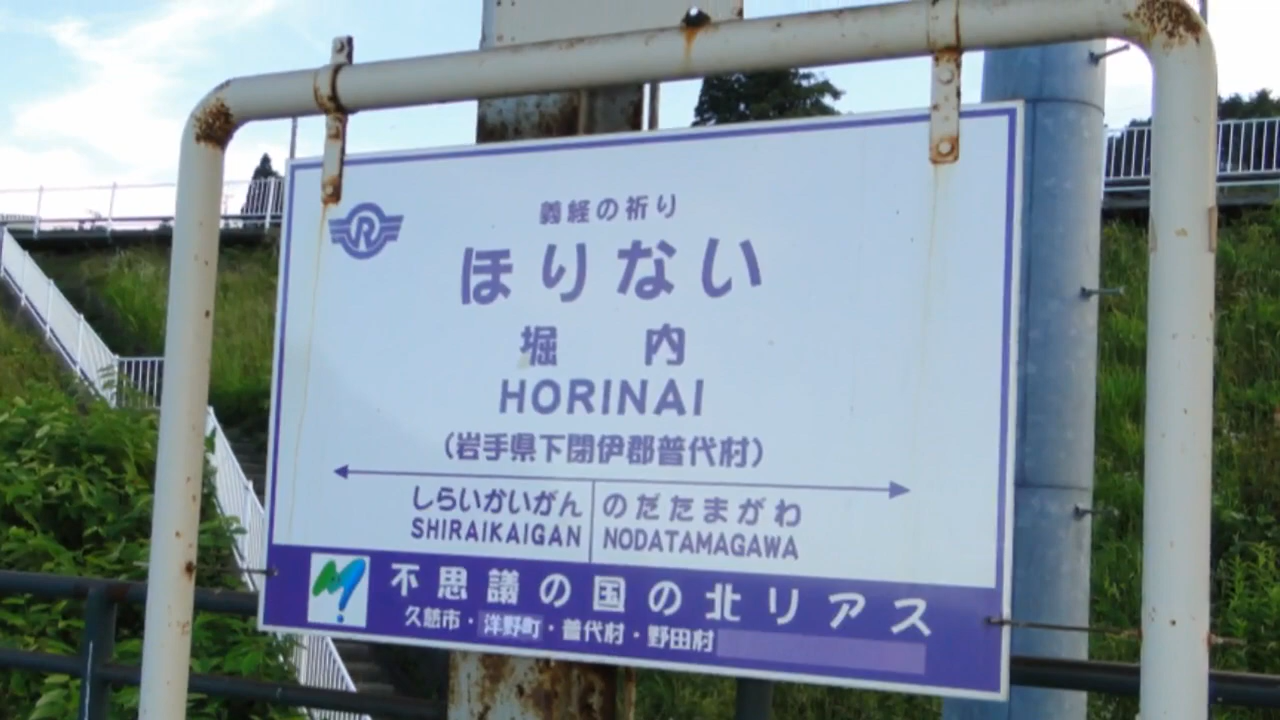 R
義経の祈り
ほりない
堀内
HORINAI
(岩手県下閉伊郡普代村)
しらいかいがん のだたまがわ
SHIRAIKAIGAN NODATAMAGAWA
不思議の国の北リアス
久慈市・洋野町・普代村・野田村